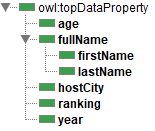 owl:topDataProperty
age
fullName
firstName
lastName
hostCity
ranking
year